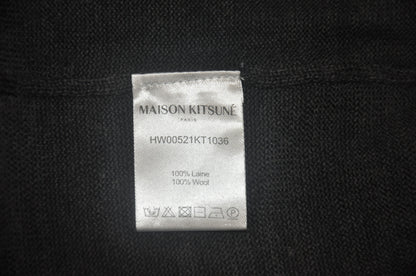 MAISON KITSUNÉ
PARIS
HW00521KT1036
100% Laine
100% Wool
P